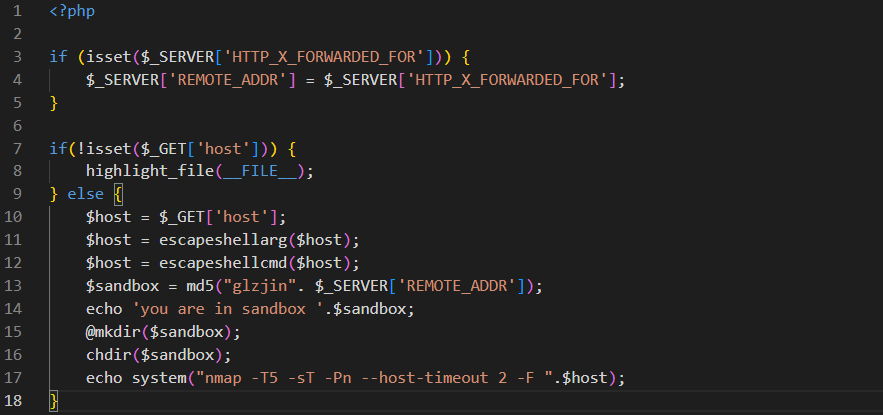 1 <?php
2
3 if (isset($_SERVER['HTTP_X_FORWARDED_FOR'])) {
4     $_SERVER['REMOTE_ADDR'] = $_SERVER['HTTP_X_FORWARDED_FOR'];
5 }
6
7 if(!isset($_GET['host'])) {
8     highlight_file(__FILE__);
9 } else {
10     $host = $_GET['host'];
11     $host = escapeshellarg($host);
12     $host = escapeshellcmd($host);
13     $sandbox = md5("glzjin". $_SERVER['REMOTE_ADDR']);
14     echo 'you are in sandbox '.$sandbox;
15     @mkdir($sandbox);
16     chdir($sandbox);
17     echo system("nmap -T5 -sT -Pn --host-timeout 2 -F ".$host);
18 }